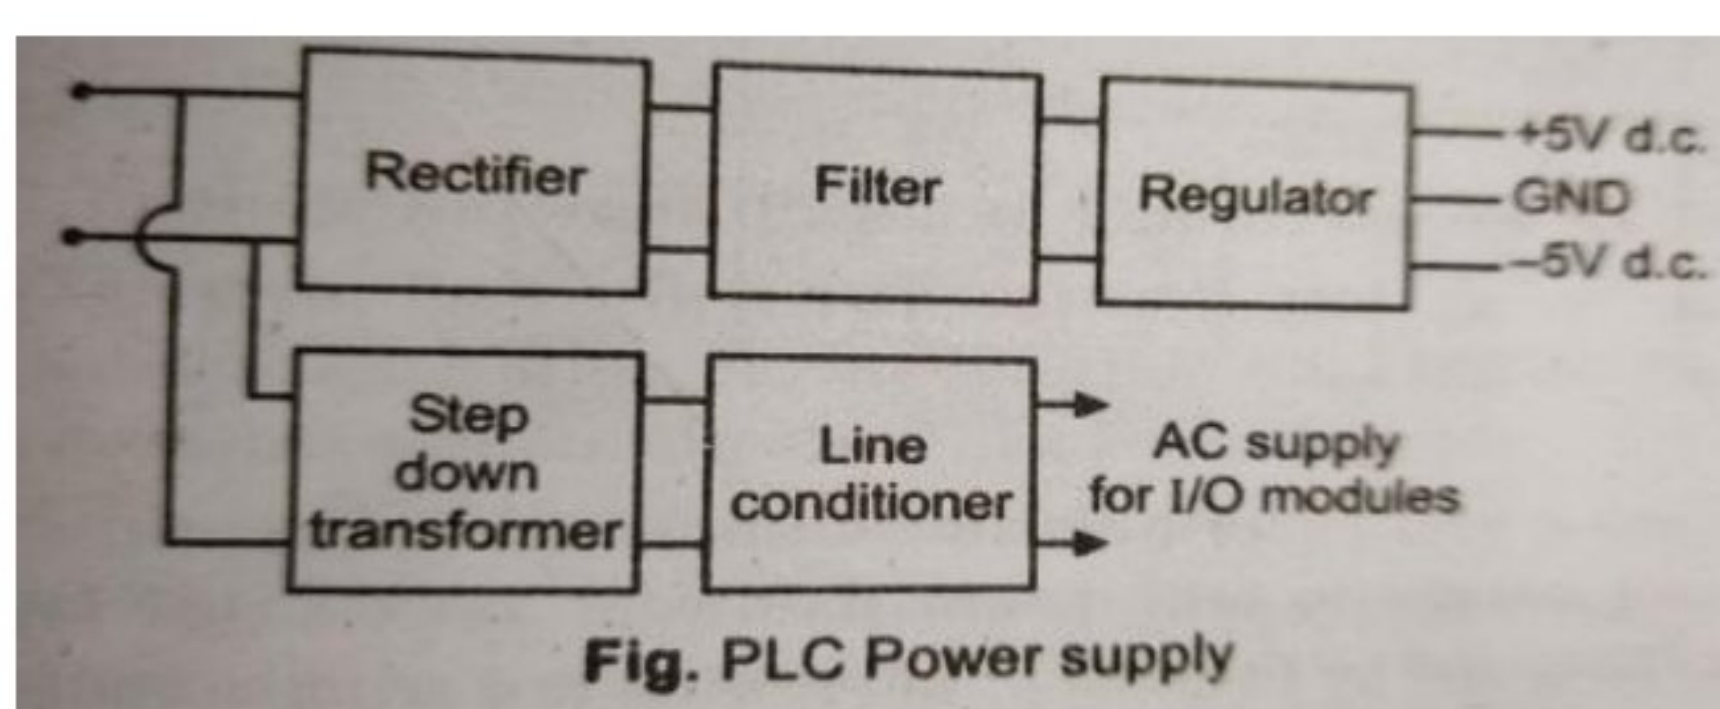 Rectifier
Filter
Regulator
+5V d.c.
GND
–5V d.c.
Step
down
transformer
Line
conditioner
AC supply
for I/O modules
Fig. PLC Power supply